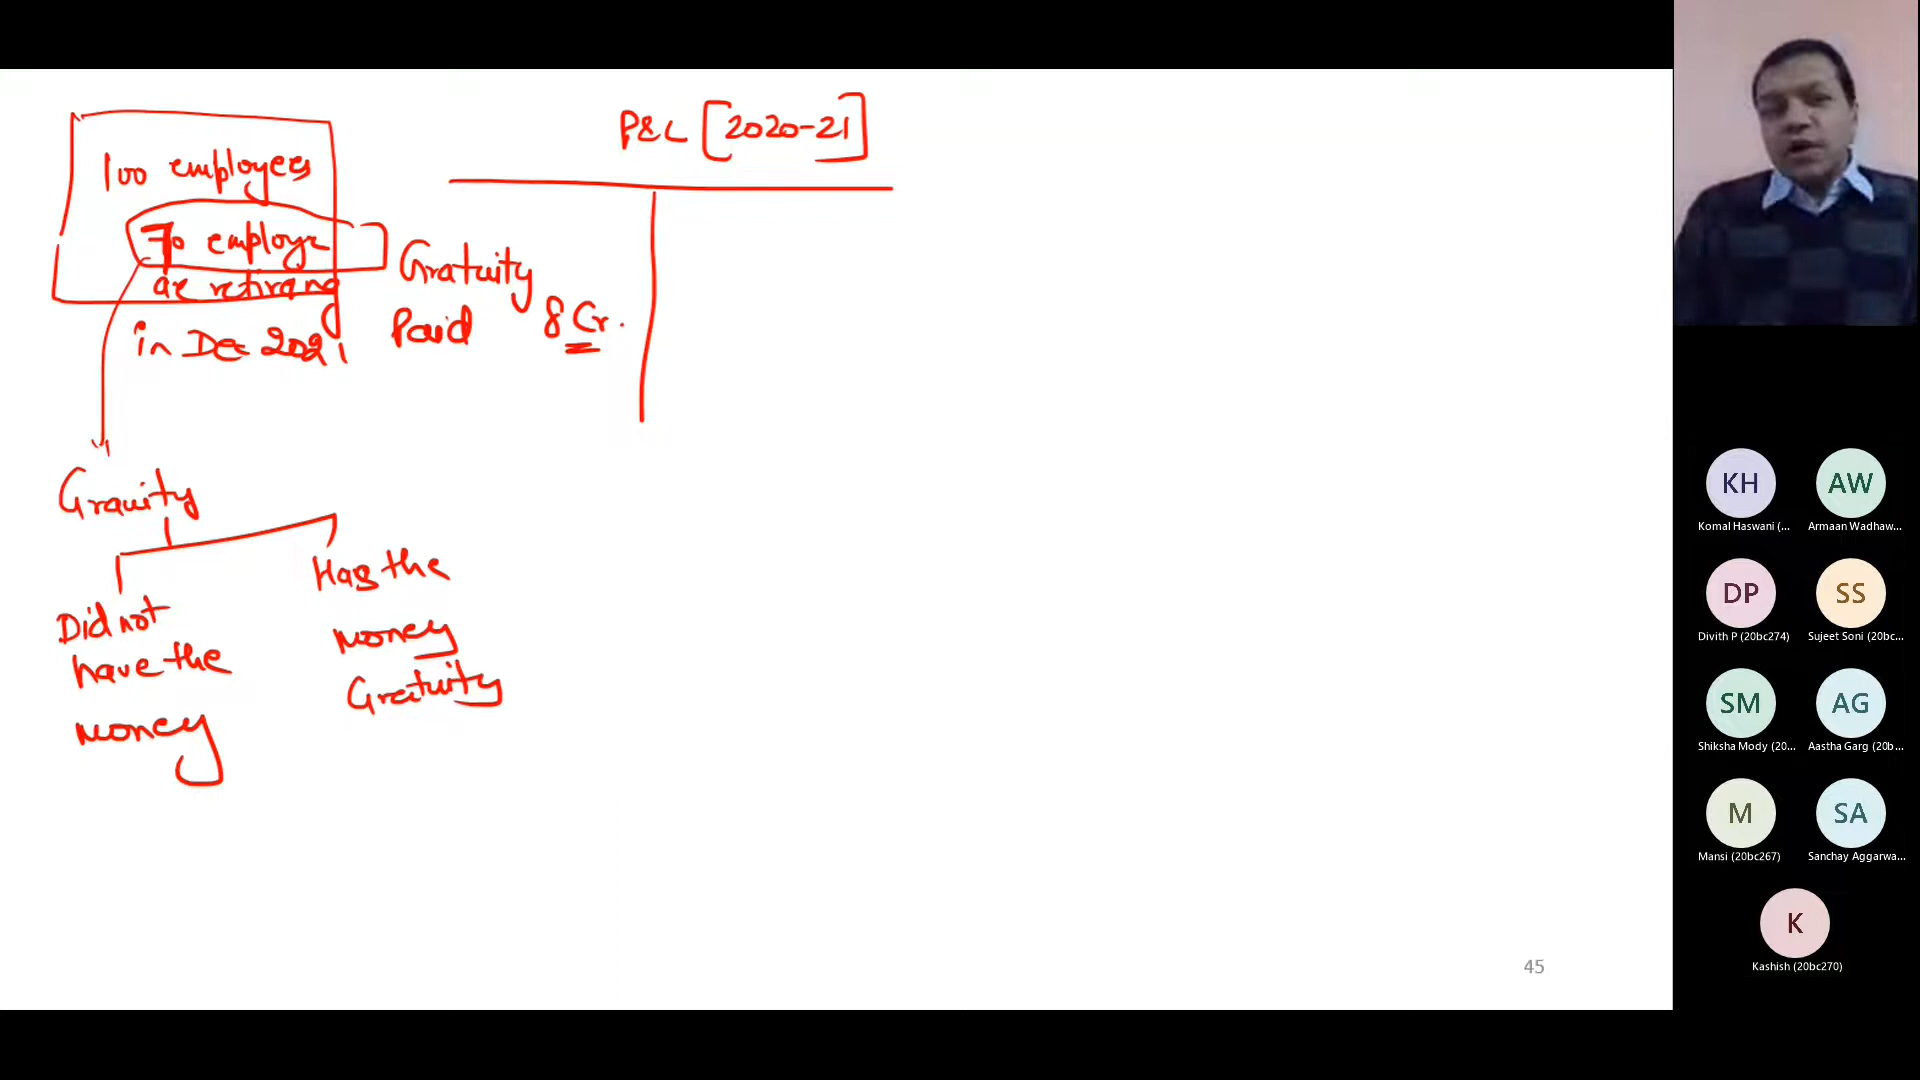 P&L [2020-21]
100 employees
70 employe
are retiring
in Dec 2021
Gratuity
Paid 8 Cr.
Grauity
Did not
have the
money
Has the
money
Gratuity
45
KH
Komal Haswani (...
AW
Armaan Wadhaw...
DP
Divith P (20bc274)
SS
Sujeet Soni (20bc...
SM
Shiksha Mody (20...
AG
Aastha Garg (20b...
M
Mansi (20bc267)
SA
Sanchay Aggarwa...
K
Kashish (20bc270)